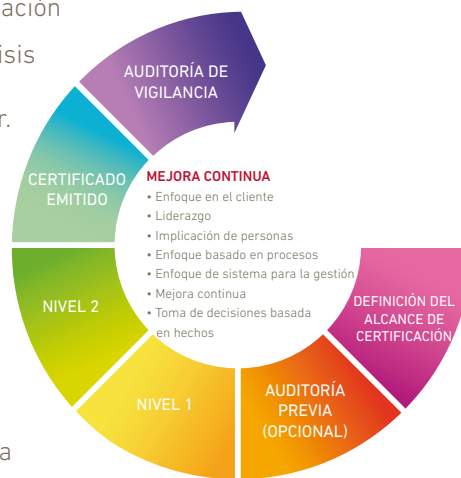 ación
isis
r.
AUDITORÍA DE
VIGILANCIA
CERTIFICADO
EMITIDO
MEJORA CONTINUA
• Enfoque en el cliente
• Liderazgo
• Implicación de personas
• Enfoque basado en procesos
• Enfoque de sistema para la gestión
• Mejora continua
• Toma de decisiones basada
en hechos
NIVEL 2
DEFINICIÓN DEL
ALCANCE DE
CERTIFICACIÓN
NIVEL 1
AUDITORÍA
PREVIA
(OPCIONAL)
a